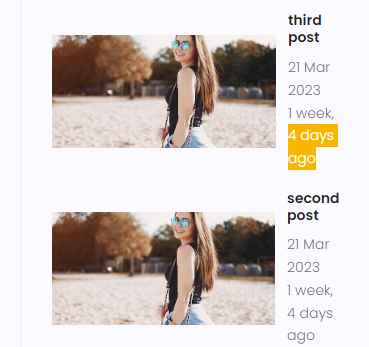 third
post
21 Mar
2023
1 week,
4 days
ago
second
post
21 Mar
2023
1 week,
4 days
ago